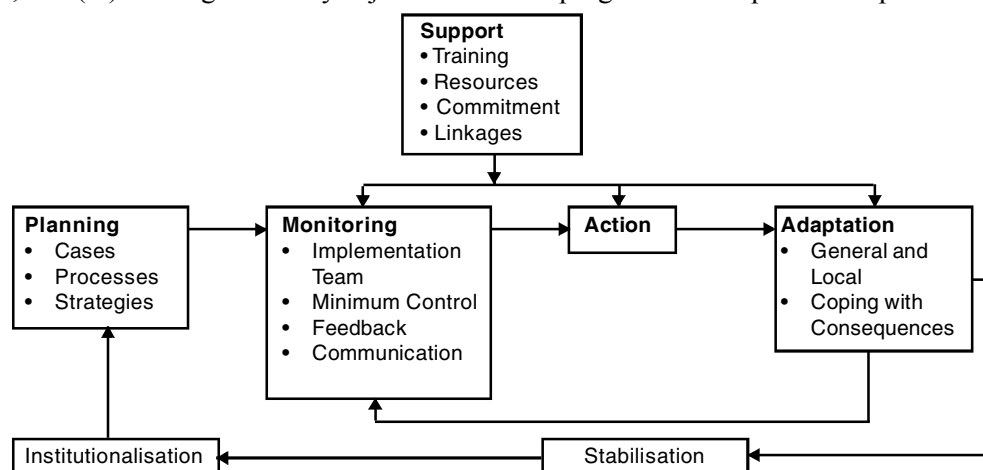 Support
• Training
• Resources
• Commitment
• Linkages
Planning
• Cases
• Processes
• Strategies
Monitoring
• Implementation
Team
• Minimum Control
• Feedback
• Communication
Action
Adaptation
• General and
Local
• Coping with
Consequences
Institutionalisation
Stabilisation